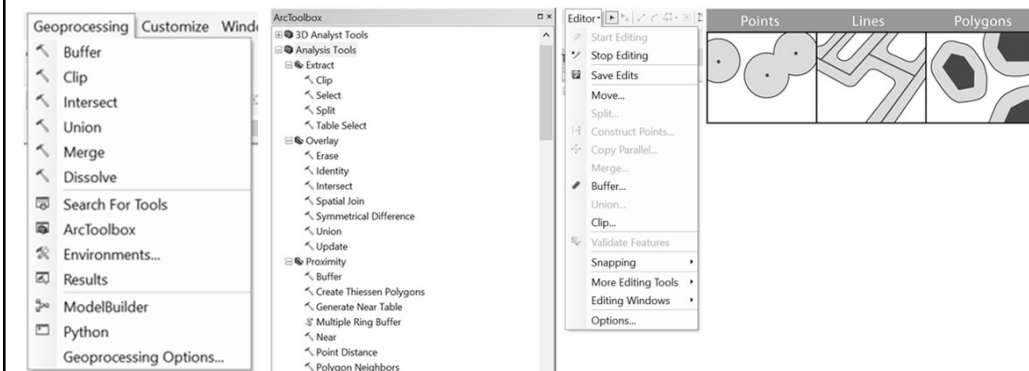 Geoprocessing Customize
Buffer
Clip
Intersect
Union
Merge
Dissolve
Search For Tools
ArcToolbox
Environments...
Results
ModelBuilder
Python
Geoprocessing Options...
ArcToolbox
3D Analyst Tools
Analysis Tools
Extract
Clip
Select
Split
Table Select
Overlay
Erase
Identity
Intersect
Spatial Join
Symmetrical Difference
Union
Update
Proximity
Buffer
Create Thiessen Polygons
Generate Near Table
Multiple Ring Buffer
Near
Point Distance
Polygon Neighbors
Editor
Start Editing
Stop Editing
Save Edits
Move...
Split...
Construct Points...
Copy Parallel...
Merge...
Buffer...
Union...
Clip...
Validate Features
Snapping
More Editing Tools
Editing Windows
Options...
Points Lines Polygons